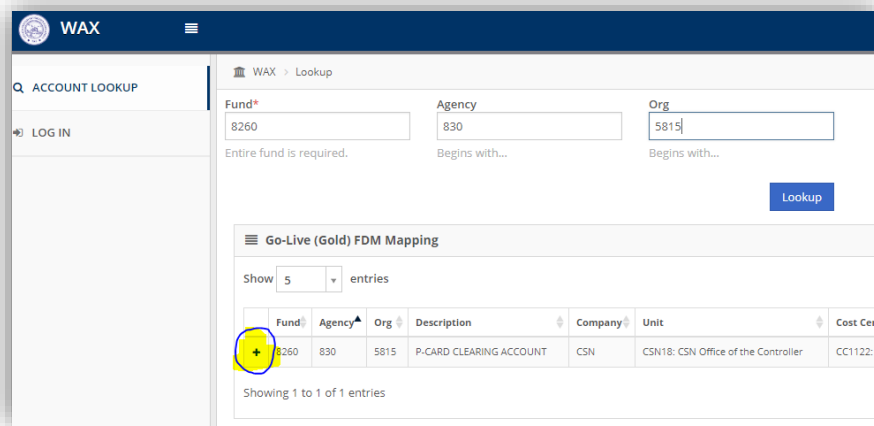 WAX
ACCOUNT LOOKUP
LOG IN
WAX > Lookup
Fund* Agency Org
8260 830 5815
Entire fund is required. Begins with... Begins with...
Lookup
Go-Live (Gold) FDM Mapping
Show 5 entries
Fund Agency Org Description Company Unit Cost Cen
+ 8260 830 5815 P-CARD CLEARING ACCOUNT CSN CSN18: CSN Office of the Controller CC1122:
Showing 1 to 1 of 1 entries